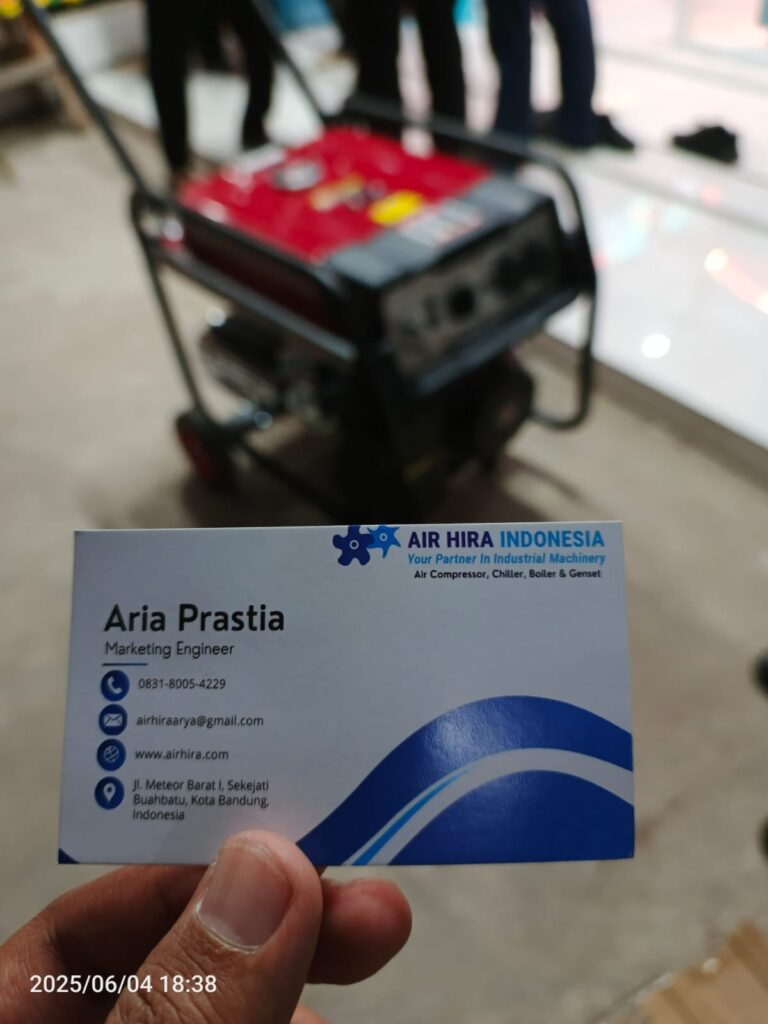 AIR HIRA INDONESIA
Your Partner In Industrial Machinery
Air Compressor, Chiller, Boiler & Genset
Aria Prastia
Marketing Engineer
0831-8005-4229
airhiraarya@gmail.com
www.airhira.com
Jl. Meteor Barat I, Sekejati
Buahbatu, Kota Bandung,
Indonesia
2025/06/04 18:38